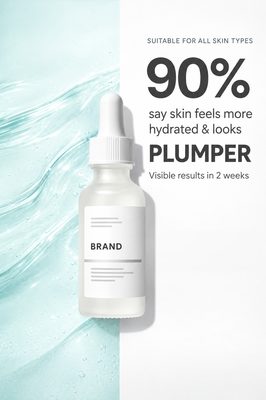 SUITABLE FOR ALL SKIN TYPES
90%
say skin feels more
hydrated & looks
PLUMPER
Visible results in 2 weeks
BRAND